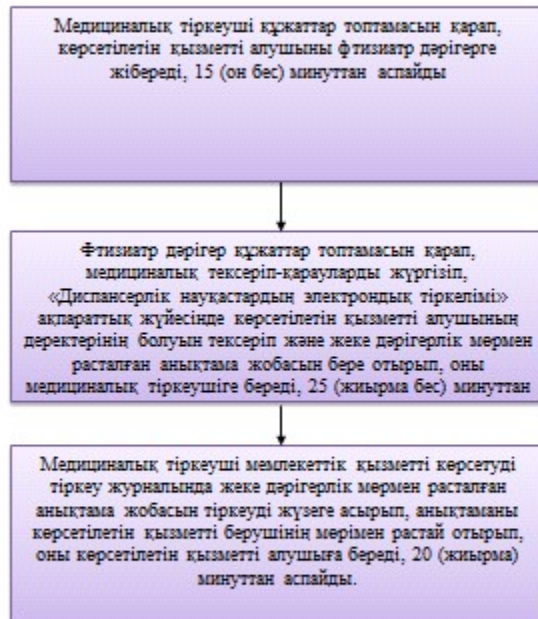 Медициналық тіркеуші құжаттар топтамасын қарап,
көрсетілетін қызметті алушыны фтизиатр дәрігерге
жібереді, 15 (он бес) минуттан аспайды
Фтизиатр дәрігер құжаттар топтамасын қарап,
медициналық тексеріп-қарауларды жүргізіп,
«Диспансерлік науқастардың электрондық тіркелімі»
ақпараттық жүйесінде көрсетілетін қызметті алушының
деректерінің болуын тексеріп және жеке дәрігерлік мөрмен
расталған анықтама жобасын бере отырып, оны
медициналық тіркеушіге береді, 25 (жиырма бес) минуттан
Медициналық тіркеуші мемлекеттік қызметті көрсетуді
тіркеу журналында жеке дәрігерлік мөрмен расталған
анықтама жобасын тіркеуді жүзеге асырып, анықтаманы
көрсетілетін қызметті берушінің мөрімен растай отырып,
оны көрсетілетін қызметті алушыға береді, 20 (жиырма)
минуттан аспайды.